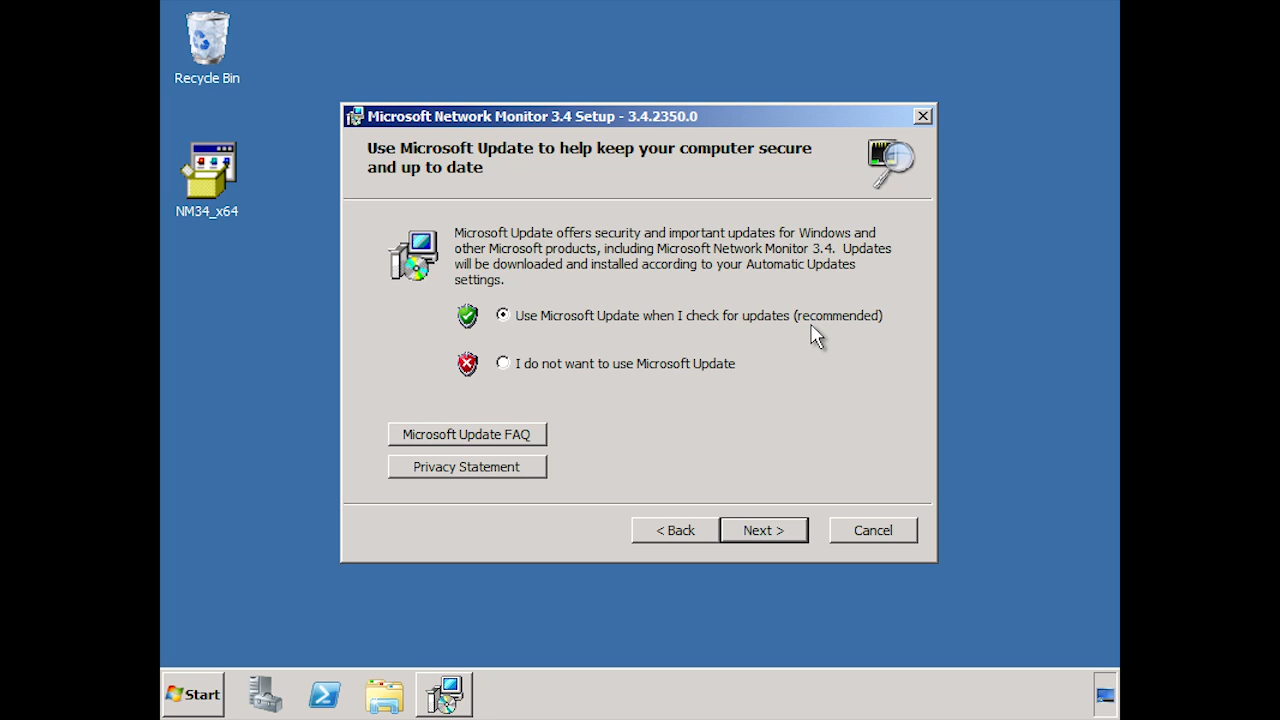 Recycle Bin
NM34_x64
Microsoft Network Monitor 3.4 Setup - 3.4.2350.0
Use Microsoft Update to help keep your computer secure
and up to date
Microsoft Update offers security and important updates for Windows and
other Microsoft products, including Microsoft Network Monitor 3.4. Updates
will be downloaded and installed according to your Automatic Updates
settings.
Use Microsoft Update when I check for updates (recommended)
I do not want to use Microsoft Update
Microsoft Update FAQ
Privacy Statement
< Back
Next >
Cancel
Start